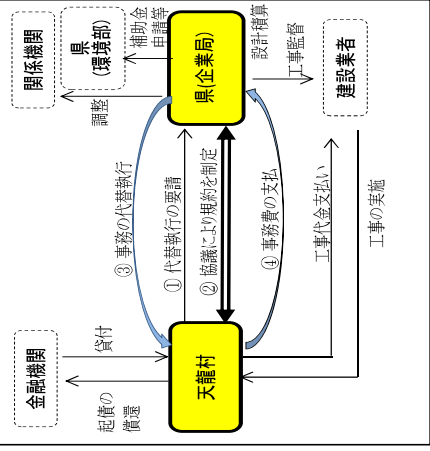 金融機関
起債の
償還
貸付
天龍村
③ 事務の代替執行
① 代替執行の要請
② 協議により規約を制定
④ 事務費の支払
工事代金支払い
工事の実施
関係機関
調整
県
(環境部)
補助金
申請等
県(企業局)
設計積算
工事監督
建設業者